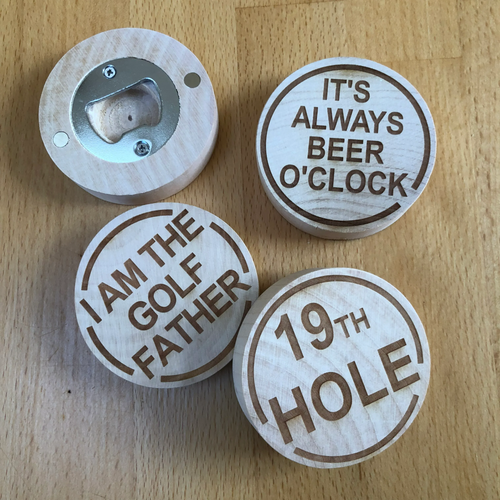 IT'S
ALWAYS
BEER
O'CLOCK
I AM THE
GOLF
FATHER
19TH
HOLE